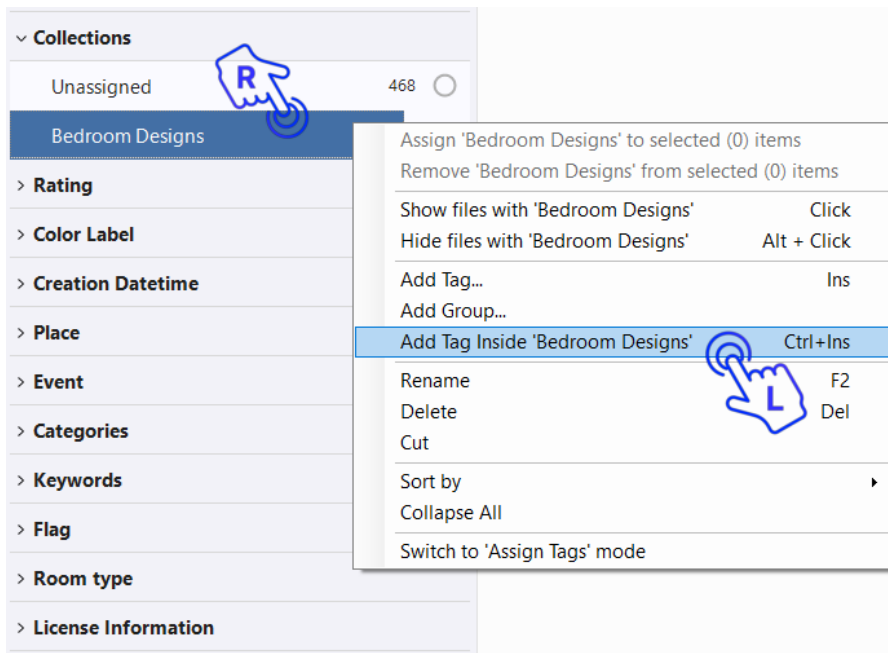 Collections
Unassigned 468
R
Bedroom Designs
Rating
Color Label
Creation Datetime
Place
Event
Categories
Keywords
Flag
Room type
License Information
Assign 'Bedroom Designs' to selected (0) items
Remove 'Bedroom Designs' from selected (0) items
Show files with 'Bedroom Designs' Click
Hide files with 'Bedroom Designs' Alt + Click
Add Tag... Ins
Add Group...
Add Tag Inside 'Bedroom Designs' Ctrl+Ins
Rename F2
L
Delete Del
Cut
Sort by
Collapse All
Switch to 'Assign Tags' mode